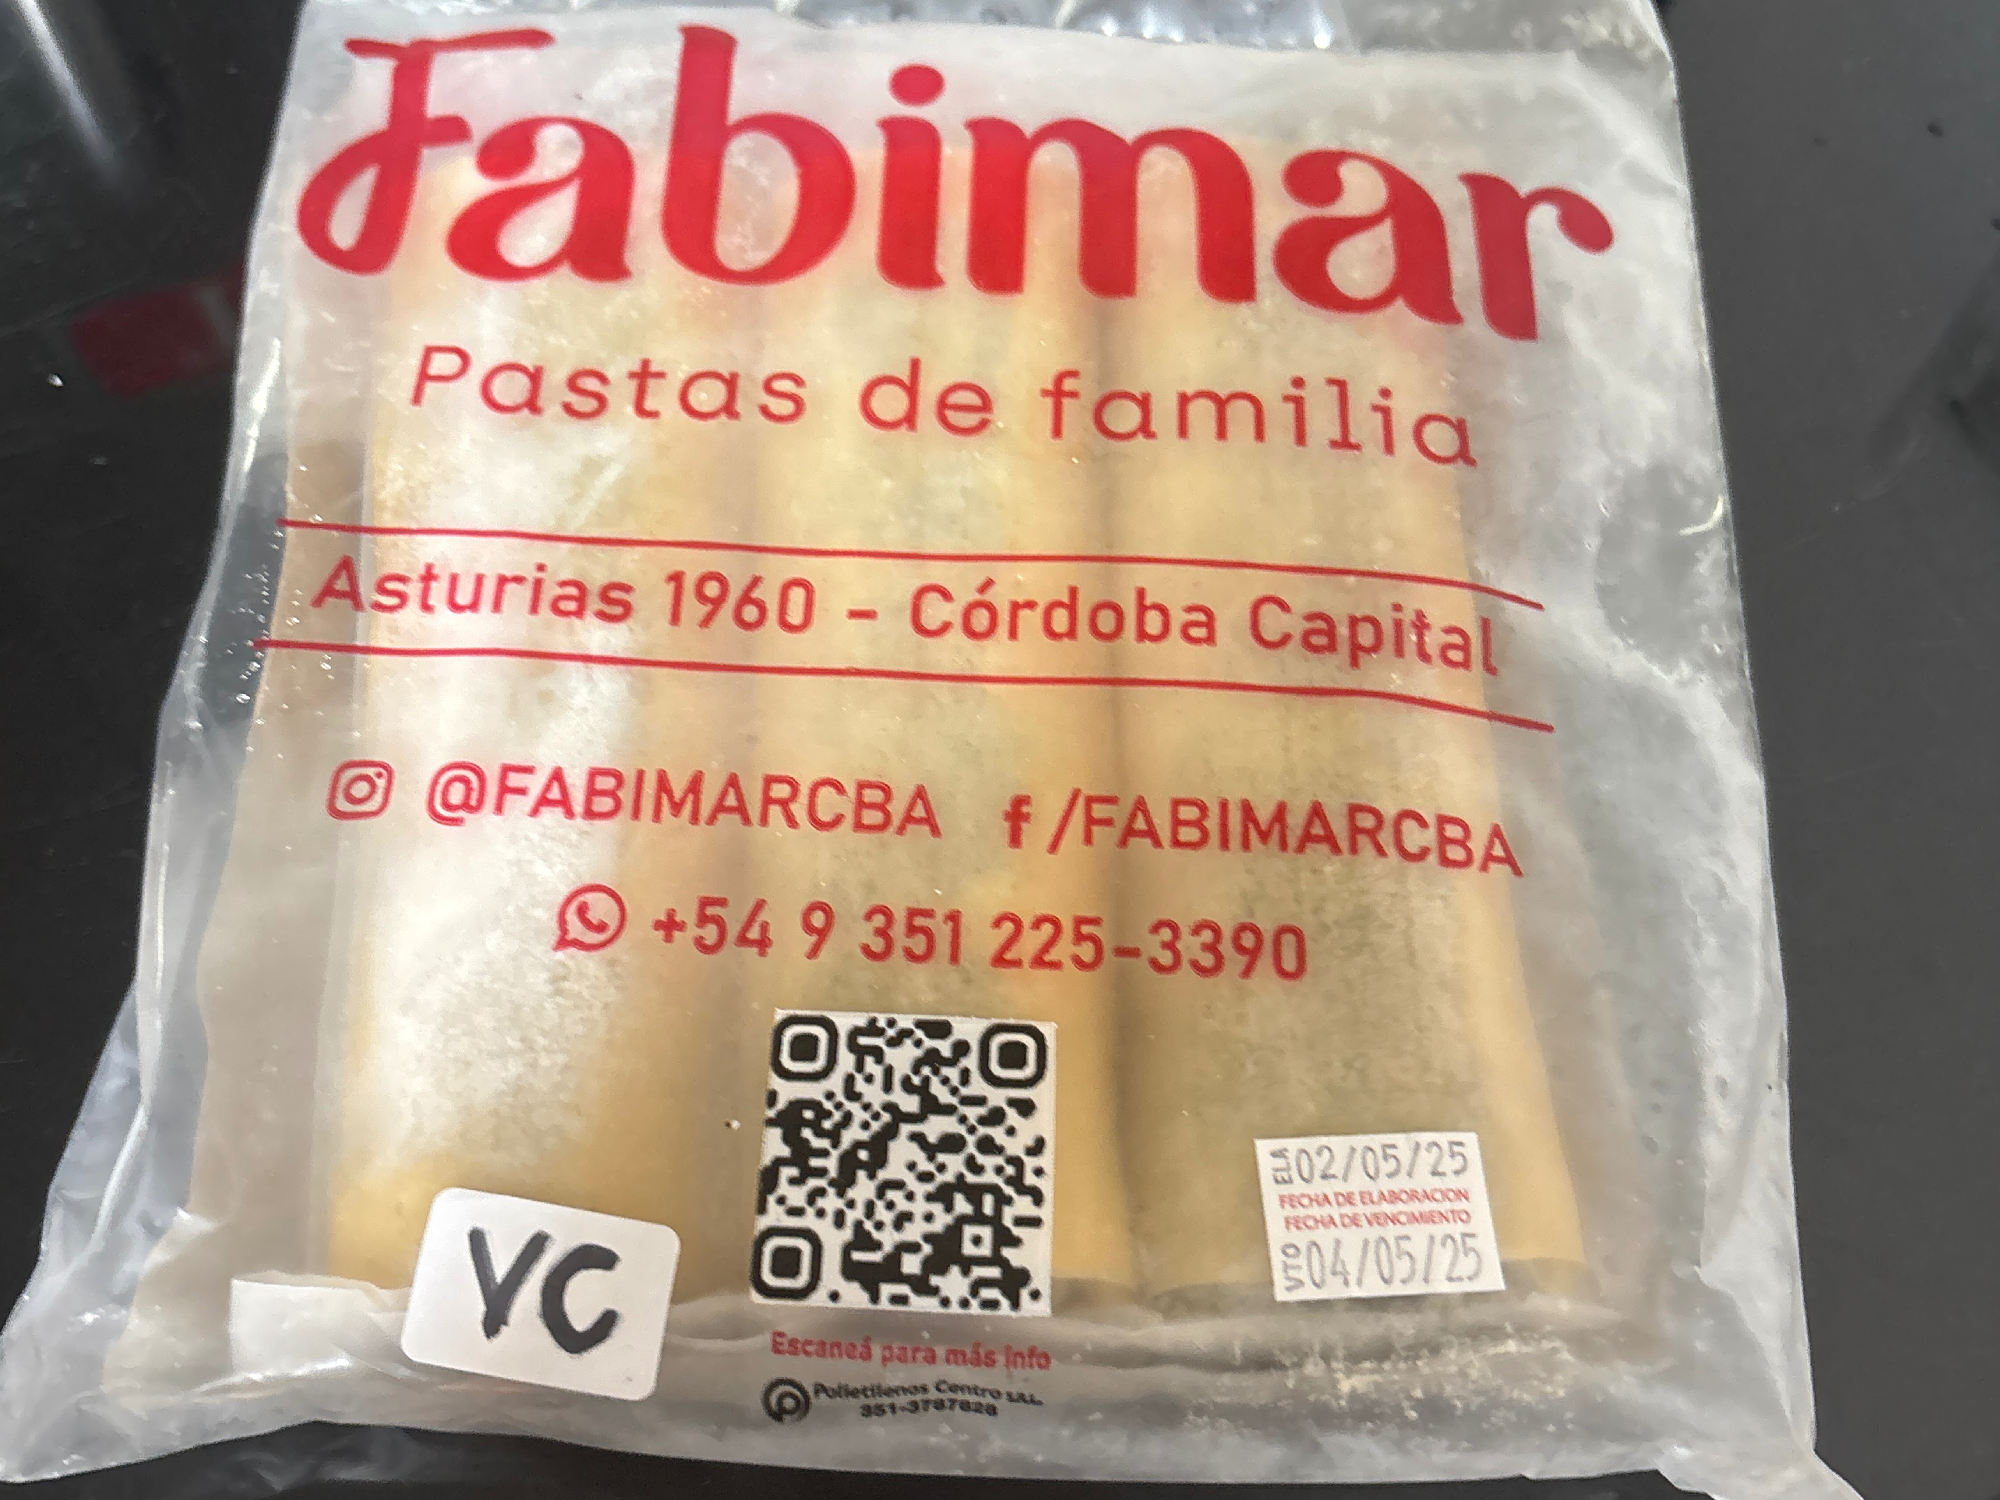 Fabimar
Pastas de familia
Asturias 1960 - Córdoba Capital
@FABIMARCBA f /FABIMARCBA
+54 9 351 225-3390
VC
ELA 02/05/25
FECHA DE ELABORACION
FECHA DE VENCIMIENTO
VTO 04/05/25
Escaneá para más info
Polietilenos Centro S.R.L.
351-3787828